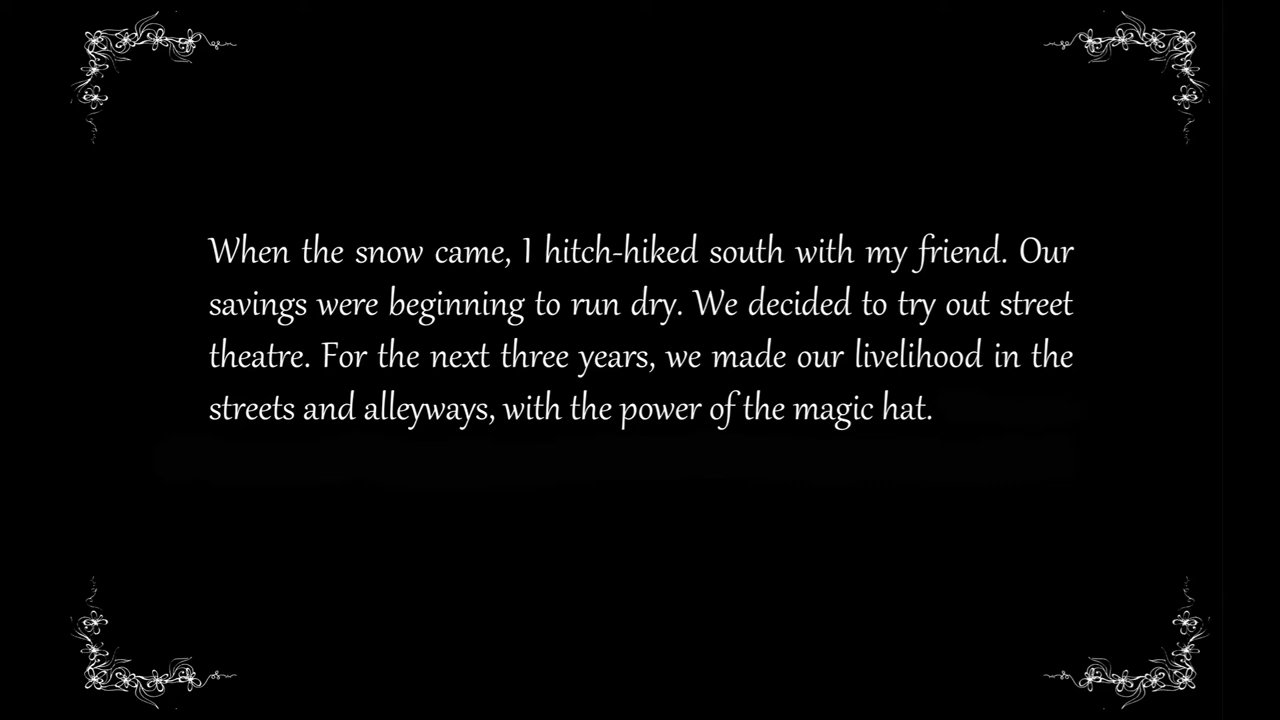 When the snow came, I hitch-hiked south with my friend. Our
savings were beginning to run dry. We decided to try out street
theatre. For the next three years, we made our livelihood in the
streets and alleyways, with the power of the magic hat.